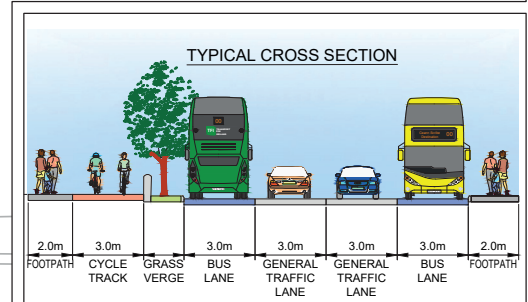 TYPICAL CROSS SECTION
2.0m 3.0m 3.0m 3.0m 3.0m 3.0m 2.0m
FOOTPATH CYCLE GRASS BUS GENERAL GENERAL BUS FOOTPATH
TRACK VERGE LANE TRAFFIC TRAFFIC LANE
LANE LANE